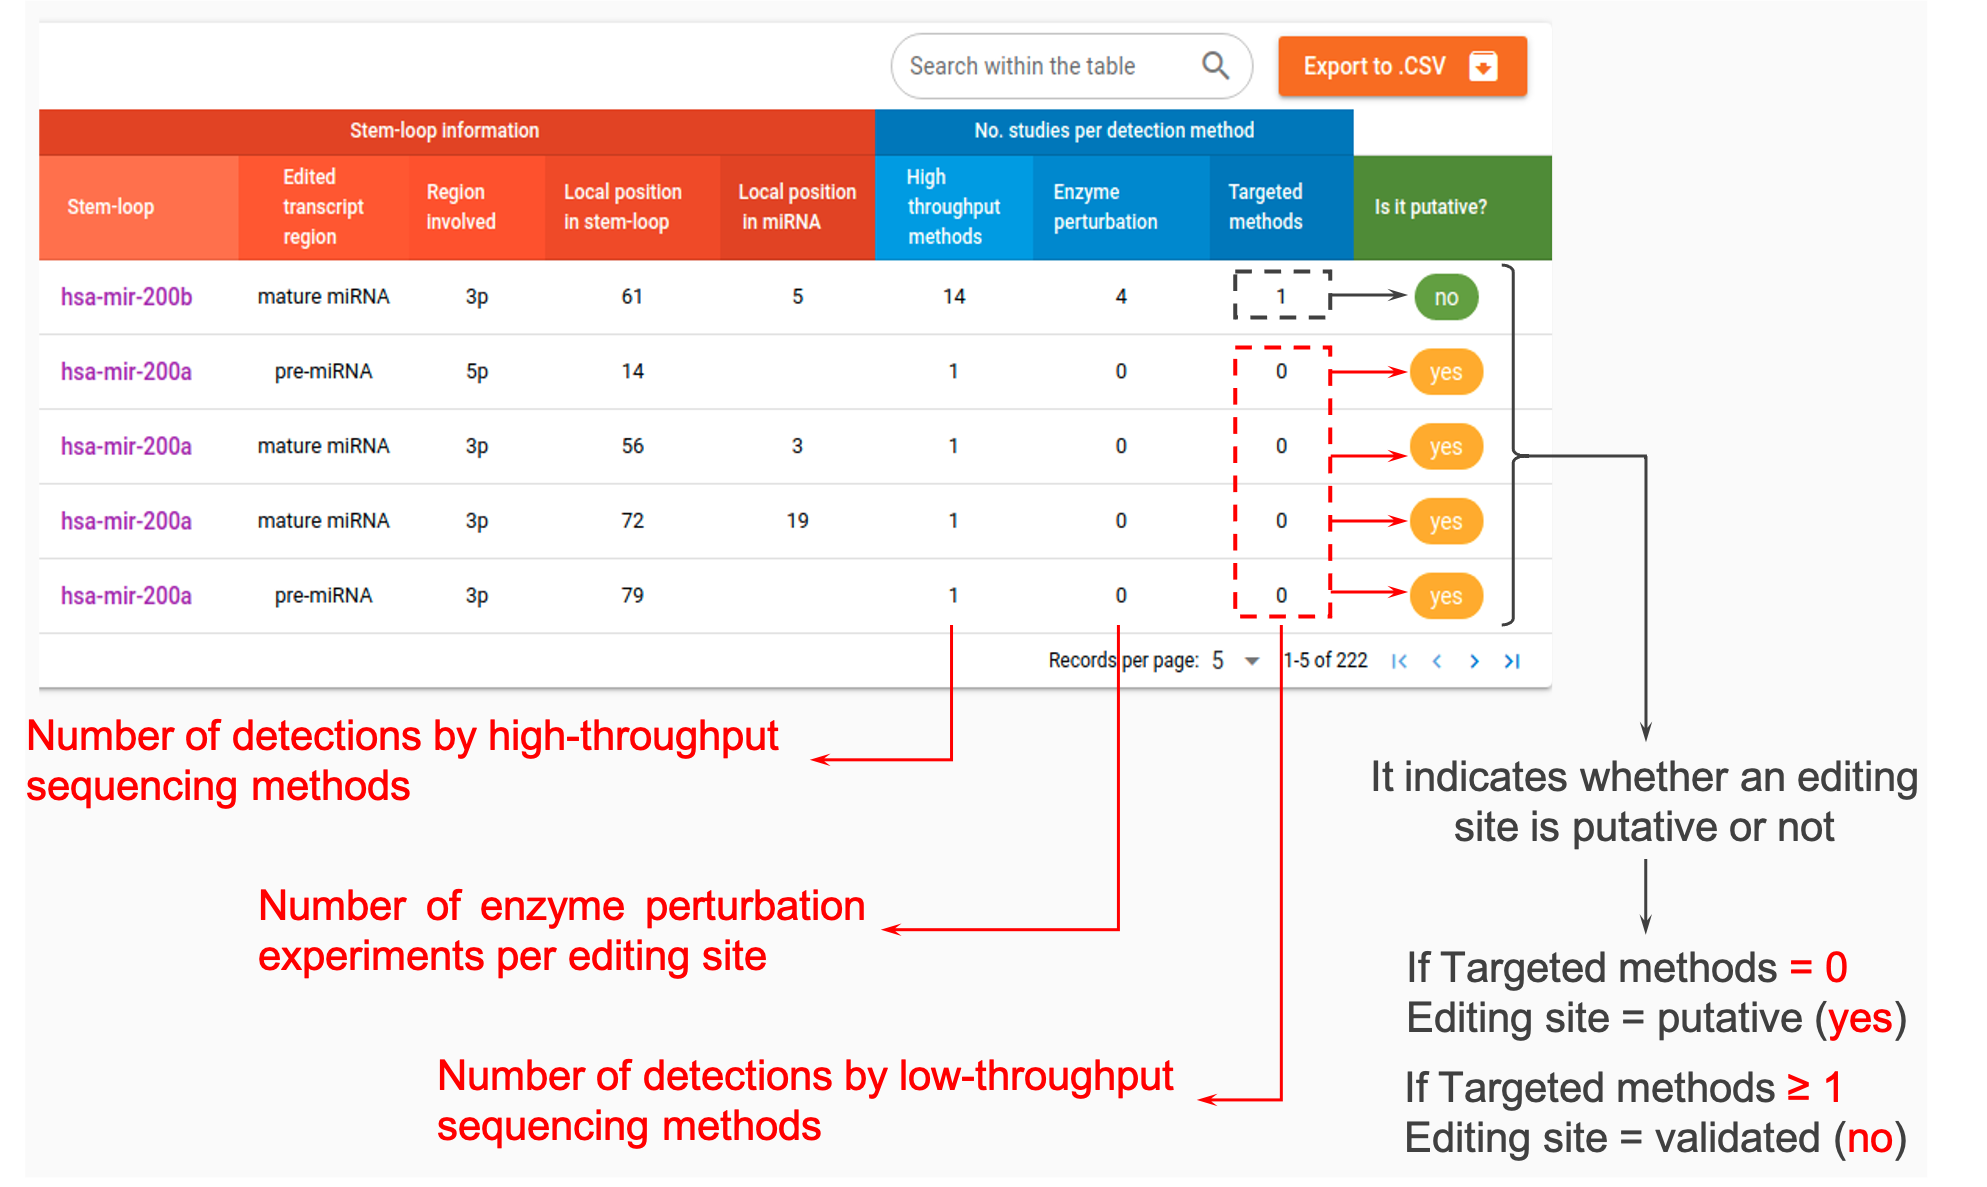 Search within the table
Export to .CSV
Stem-loop information
No. studies per detection method
Stem-loop
Edited
transcript
region
Region
involved
Local position
in stem-loop
Local position
in miRNA
High
throughput
methods
Enzyme
perturbation
Targeted
methods
Is it putative?
hsa-mir-200b mature miRNA 3p 61 5 14 4 1 no
hsa-mir-200a pre-miRNA 5p 14 1 0 0 yes
hsa-mir-200a mature miRNA 3p 56 3 1 0 0 yes
hsa-mir-200a mature miRNA 3p 72 19 1 0 0 yes
hsa-mir-200a pre-miRNA 3p 79 1 0 0 yes
Records per page: 5 1-5 of 222
Number of detections by high-throughput
sequencing methods
Number of enzyme perturbation
experiments per editing site
Number of detections by low-throughput
sequencing methods
It indicates whether an editing
site is putative or not
If Targeted methods = 0
Editing site = putative (yes)
If Targeted methods ≥ 1
Editing site = validated (no)